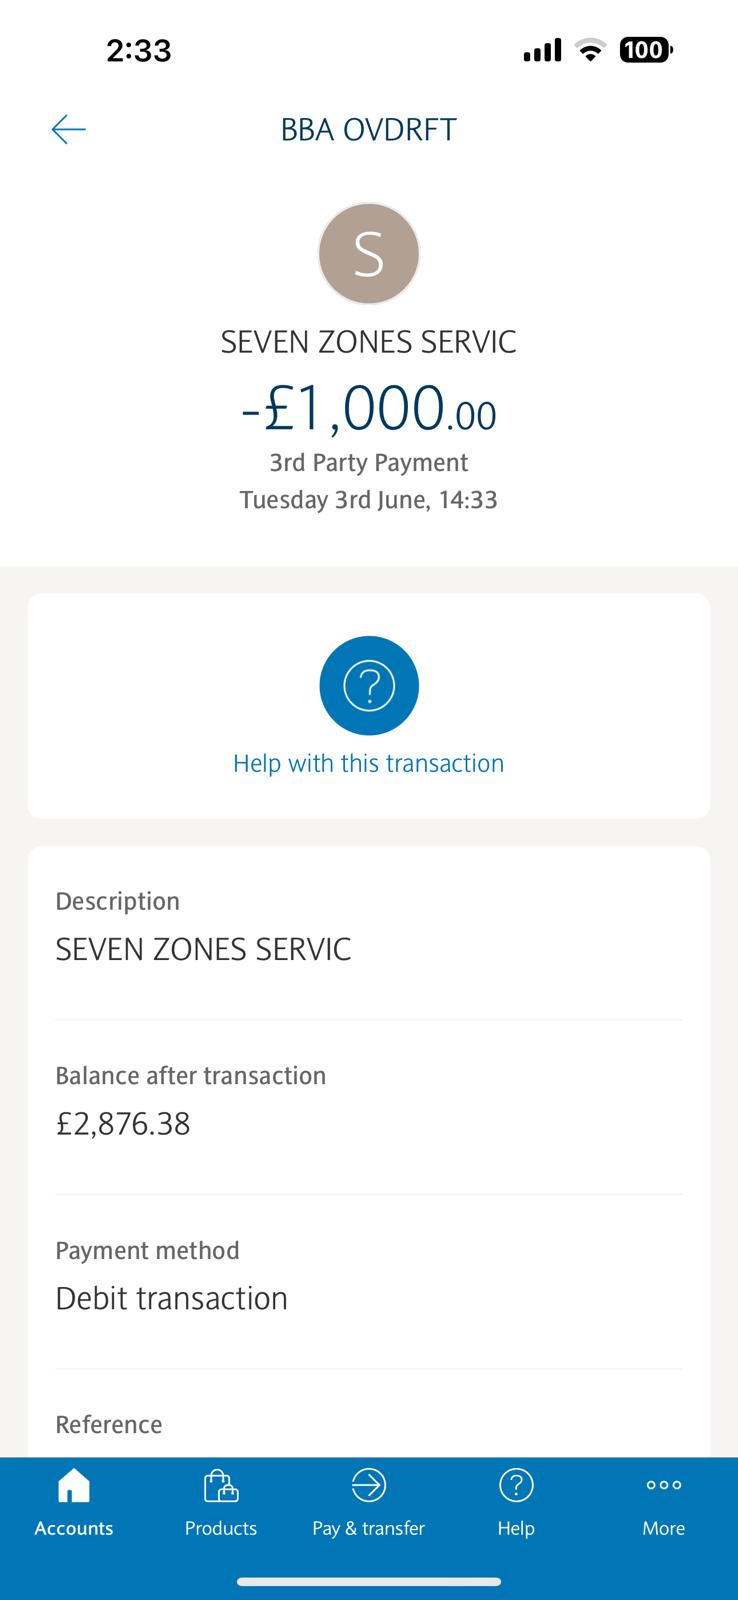 2:33
100
BBA OVDRFT
S
SEVEN ZONES SERVIC
-£1,000.00
3rd Party Payment
Tuesday 3rd June, 14:33
?
Help with this transaction
Description
SEVEN ZONES SERVIC
Balance after transaction
£2,876.38
Payment method
Debit transaction
Reference
?
Accounts Products Pay & transfer Help More